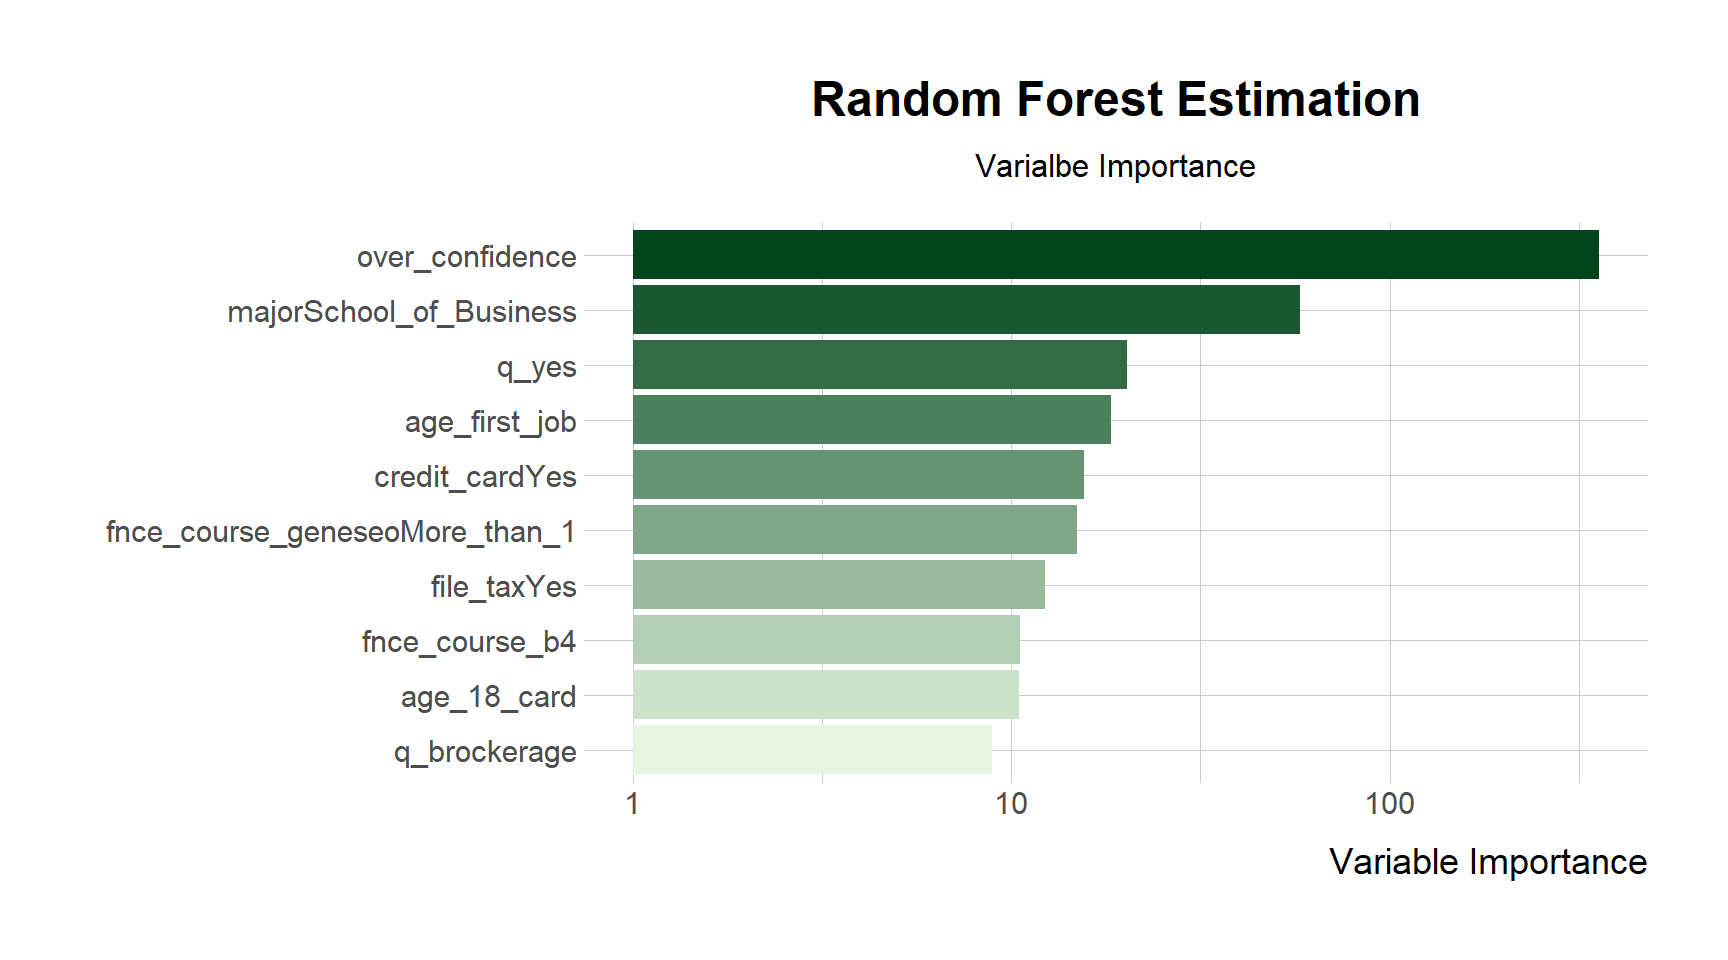 Random Forest Estimation
Varialbe Importance
over_confidence
majorSchool_of_Business
q_yes
age_first_job
credit_cardYes
fnce_course_geneseoMore_than_1
file_taxYes
fnce_course_b4
age_18_card
q_brockerage
1 10 100
Variable Importance